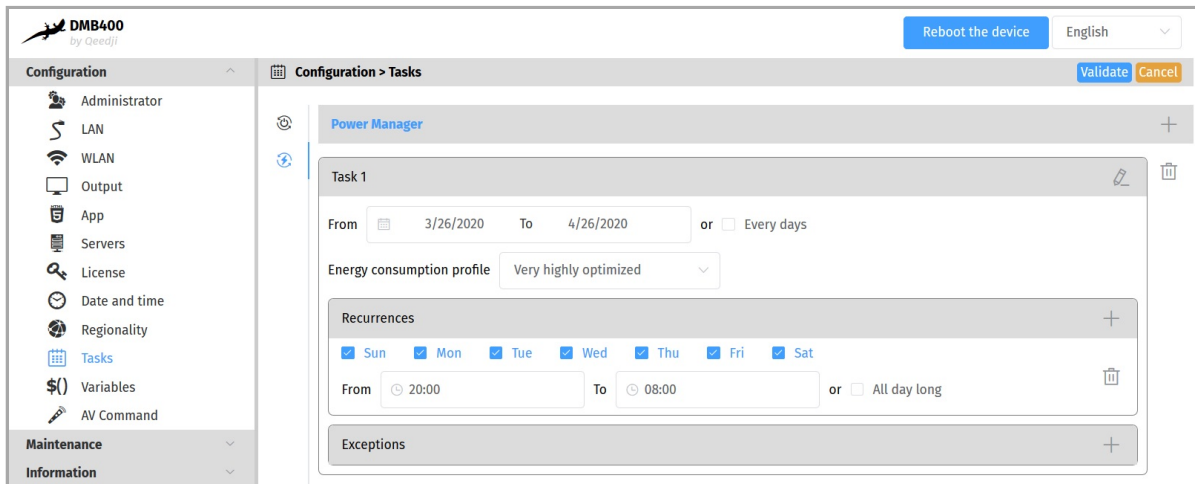 DMB400
by Qeedji
Reboot the device
English
Configuration
Configuration > Tasks
Validate
Cancel
Administrator
LAN
WLAN
Output
App
Servers
License
Date and time
Regionality
Tasks
$() Variables
AV Command
Maintenance
Information
Power Manager
Task 1
From 3/26/2020 To 4/26/2020 or Every days
Energy consumption profile Very highly optimized
Recurrences
Sun Mon Tue Wed Thu Fri Sat
From 20:00 To 08:00 or All day long
Exceptions